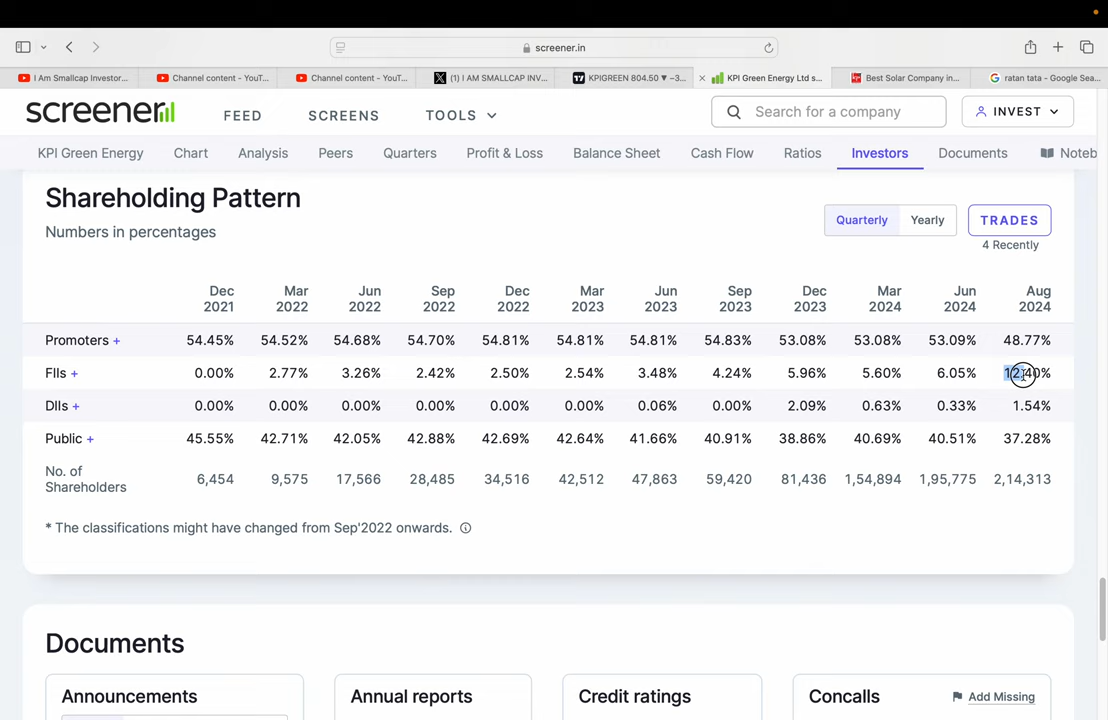 screener.in
I Am Smallcap Investor...
Channel content - YouT...
Channel content - YouT...
(1) I AM SMALLCAP INV...
KPIGREEN 804.50 ▼ −3...
KPI Green Energy Ltd s...
Best Solar Company in...
ratan tata - Google Sea...
screener FEED SCREENS TOOLS Search for a company INVEST
KPI Green Energy Chart Analysis Peers Quarters Profit & Loss Balance Sheet Cash Flow Ratios Investors Documents Noteb
Shareholding Pattern
Numbers in percentages
Quarterly Yearly TRADES
4 Recently
Dec Mar Jun Sep Dec Mar Jun Sep Dec Mar Jun Aug
2021 2022 2022 2022 2022 2023 2023 2023 2023 2024 2024 2024
Promoters + 54.45% 54.52% 54.68% 54.70% 54.81% 54.81% 54.81% 54.83% 53.08% 53.08% 53.09% 48.77%
FIIs + 0.00% 2.77% 3.26% 2.42% 2.50% 2.54% 3.48% 4.24% 5.96% 5.60% 6.05% 12.40%
DIIs + 0.00% 0.00% 0.00% 0.00% 0.00% 0.00% 0.06% 0.00% 2.09% 0.63% 0.33% 1.54%
Public + 45.55% 42.71% 42.05% 42.88% 42.69% 42.64% 41.66% 40.91% 38.86% 40.69% 40.51% 37.28%
No. of
Shareholders 6,454 9,575 17,566 28,485 34,516 42,512 47,863 59,420 81,436 1,54,894 1,95,775 2,14,313
* The classifications might have changed from Sep'2022 onwards.
Documents
Announcements Annual reports Credit ratings Concalls Add Missing